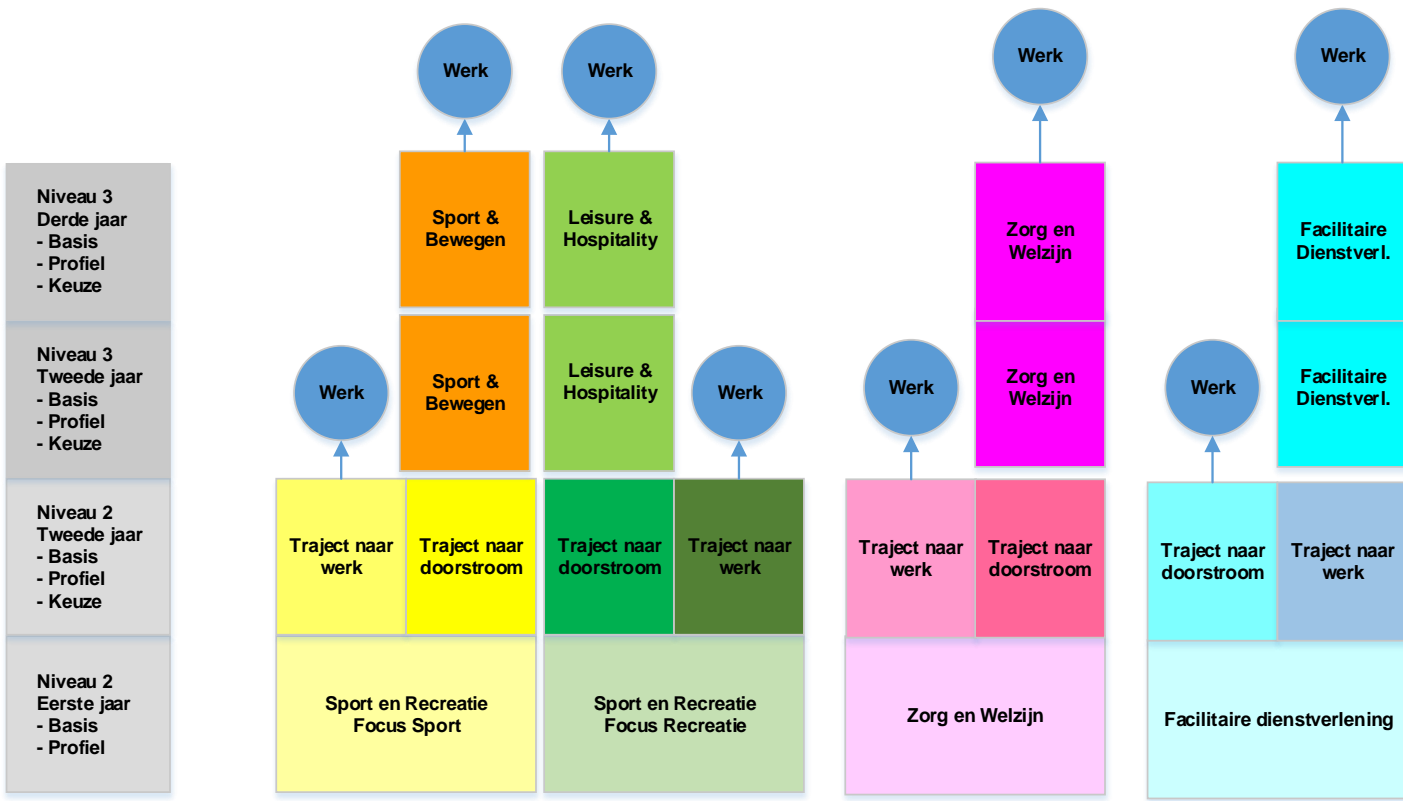 Werk
Werk
Werk
Werk
Niveau 3
Derde jaar
- Basis
- Profiel
- Keuze
Sport &
Bewegen
Leisure &
Hospitality
Zorg en
Welzijn
Facilitaire
Dienstverl.
Niveau 3
Tweede jaar
- Basis
- Profiel
- Keuze
Werk
Sport &
Bewegen
Leisure &
Hospitality
Werk
Werk
Zorg en
Welzijn
Werk
Facilitaire
Dienstverl.
Niveau 2
Tweede jaar
- Basis
- Profiel
- Keuze
Traject naar
werk
Traject naar
doorstroom
Traject naar
doorstroom
Traject naar
werk
Traject naar
werk
Traject naar
doorstroom
Traject naar
doorstroom
Traject naar
werk
Niveau 2
Eerste jaar
- Basis
- Profiel
Sport en Recreatie
Focus Sport
Sport en Recreatie
Focus Recreatie
Zorg en Welzijn
Facilitaire dienstverlening